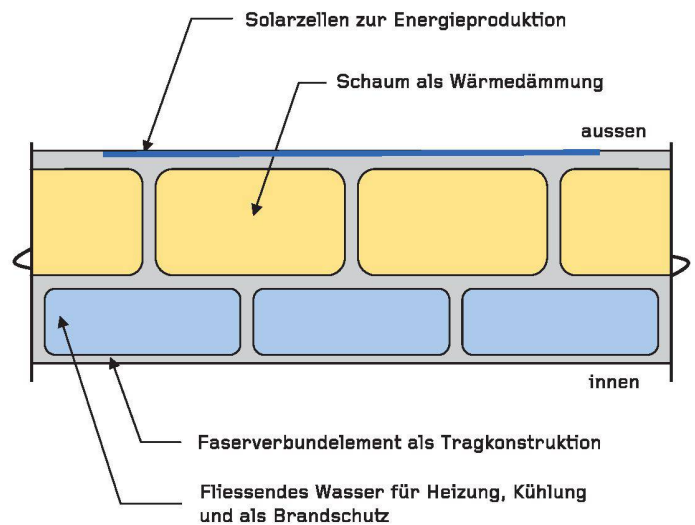 Solarzellen zur Energieproduktion
Schaum als Wärmedämmung
aussen
innen
Faserverbundelement als Tragkonstruktion
Fliessendes Wasser für Heizung, Kühlung
und als Brandschutz